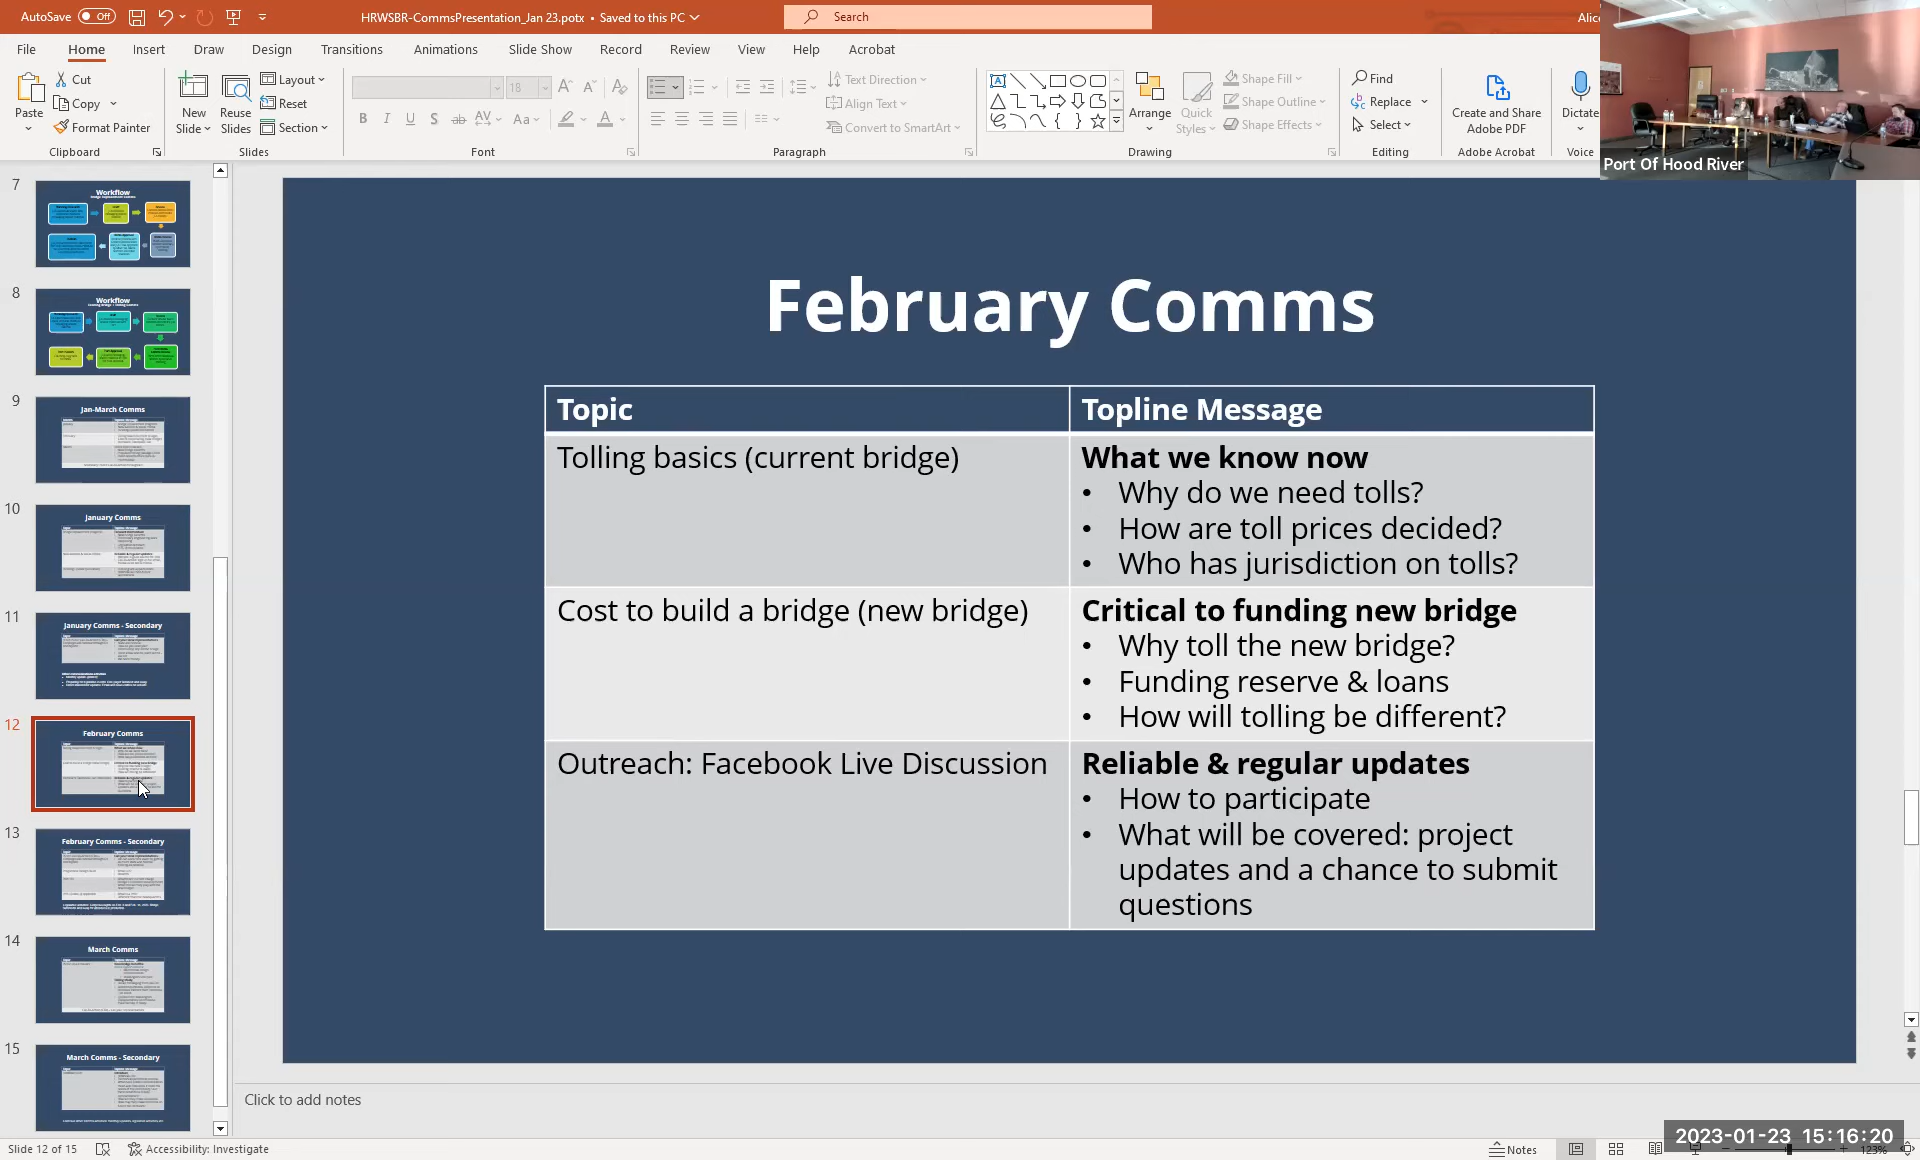 AutoSave Off HRWSBR-CommsPresentation_Jan 23.potx • Saved to this PC Search
File Home Insert Draw Design Transitions Animations Slide Show Record Review View Help Acrobat
Paste Cut Copy Format Painter
Clipboard
New Slide Reuse Slides Layout Reset Section
Slides
18
B I U S ab AV Aa A
Font
Text Direction
Align Text
Convert to SmartArt
Paragraph
Arrange Quick Styles Shape Fill Shape Outline Shape Effects
Drawing
Find
Replace
Select
Editing
Create and Share Adobe PDF
Adobe Acrobat
Dictate
Voice
Port Of Hood River
7
Workflow
8
Workflow
9
Jan-March Comms
10
January Comms
11
January Comms - Secondary
12
February Comms
13
February Comms - Secondary
14
March Comms
15
March Comms - Secondary
February Comms
Topic Topline Message
Tolling basics (current bridge) What we know now
• Why do we need tolls?
• How are toll prices decided?
• Who has jurisdiction on tolls?
Cost to build a bridge (new bridge) Critical to funding new bridge
• Why toll the new bridge?
• Funding reserve & loans
• How will tolling be different?
Outreach: Facebook Live Discussion Reliable & regular updates
• How to participate
• What will be covered: project
updates and a chance to submit
questions
Click to add notes
Slide 12 of 15 Accessibility: Investigate Notes 123%
2023-01-23 15:16:20